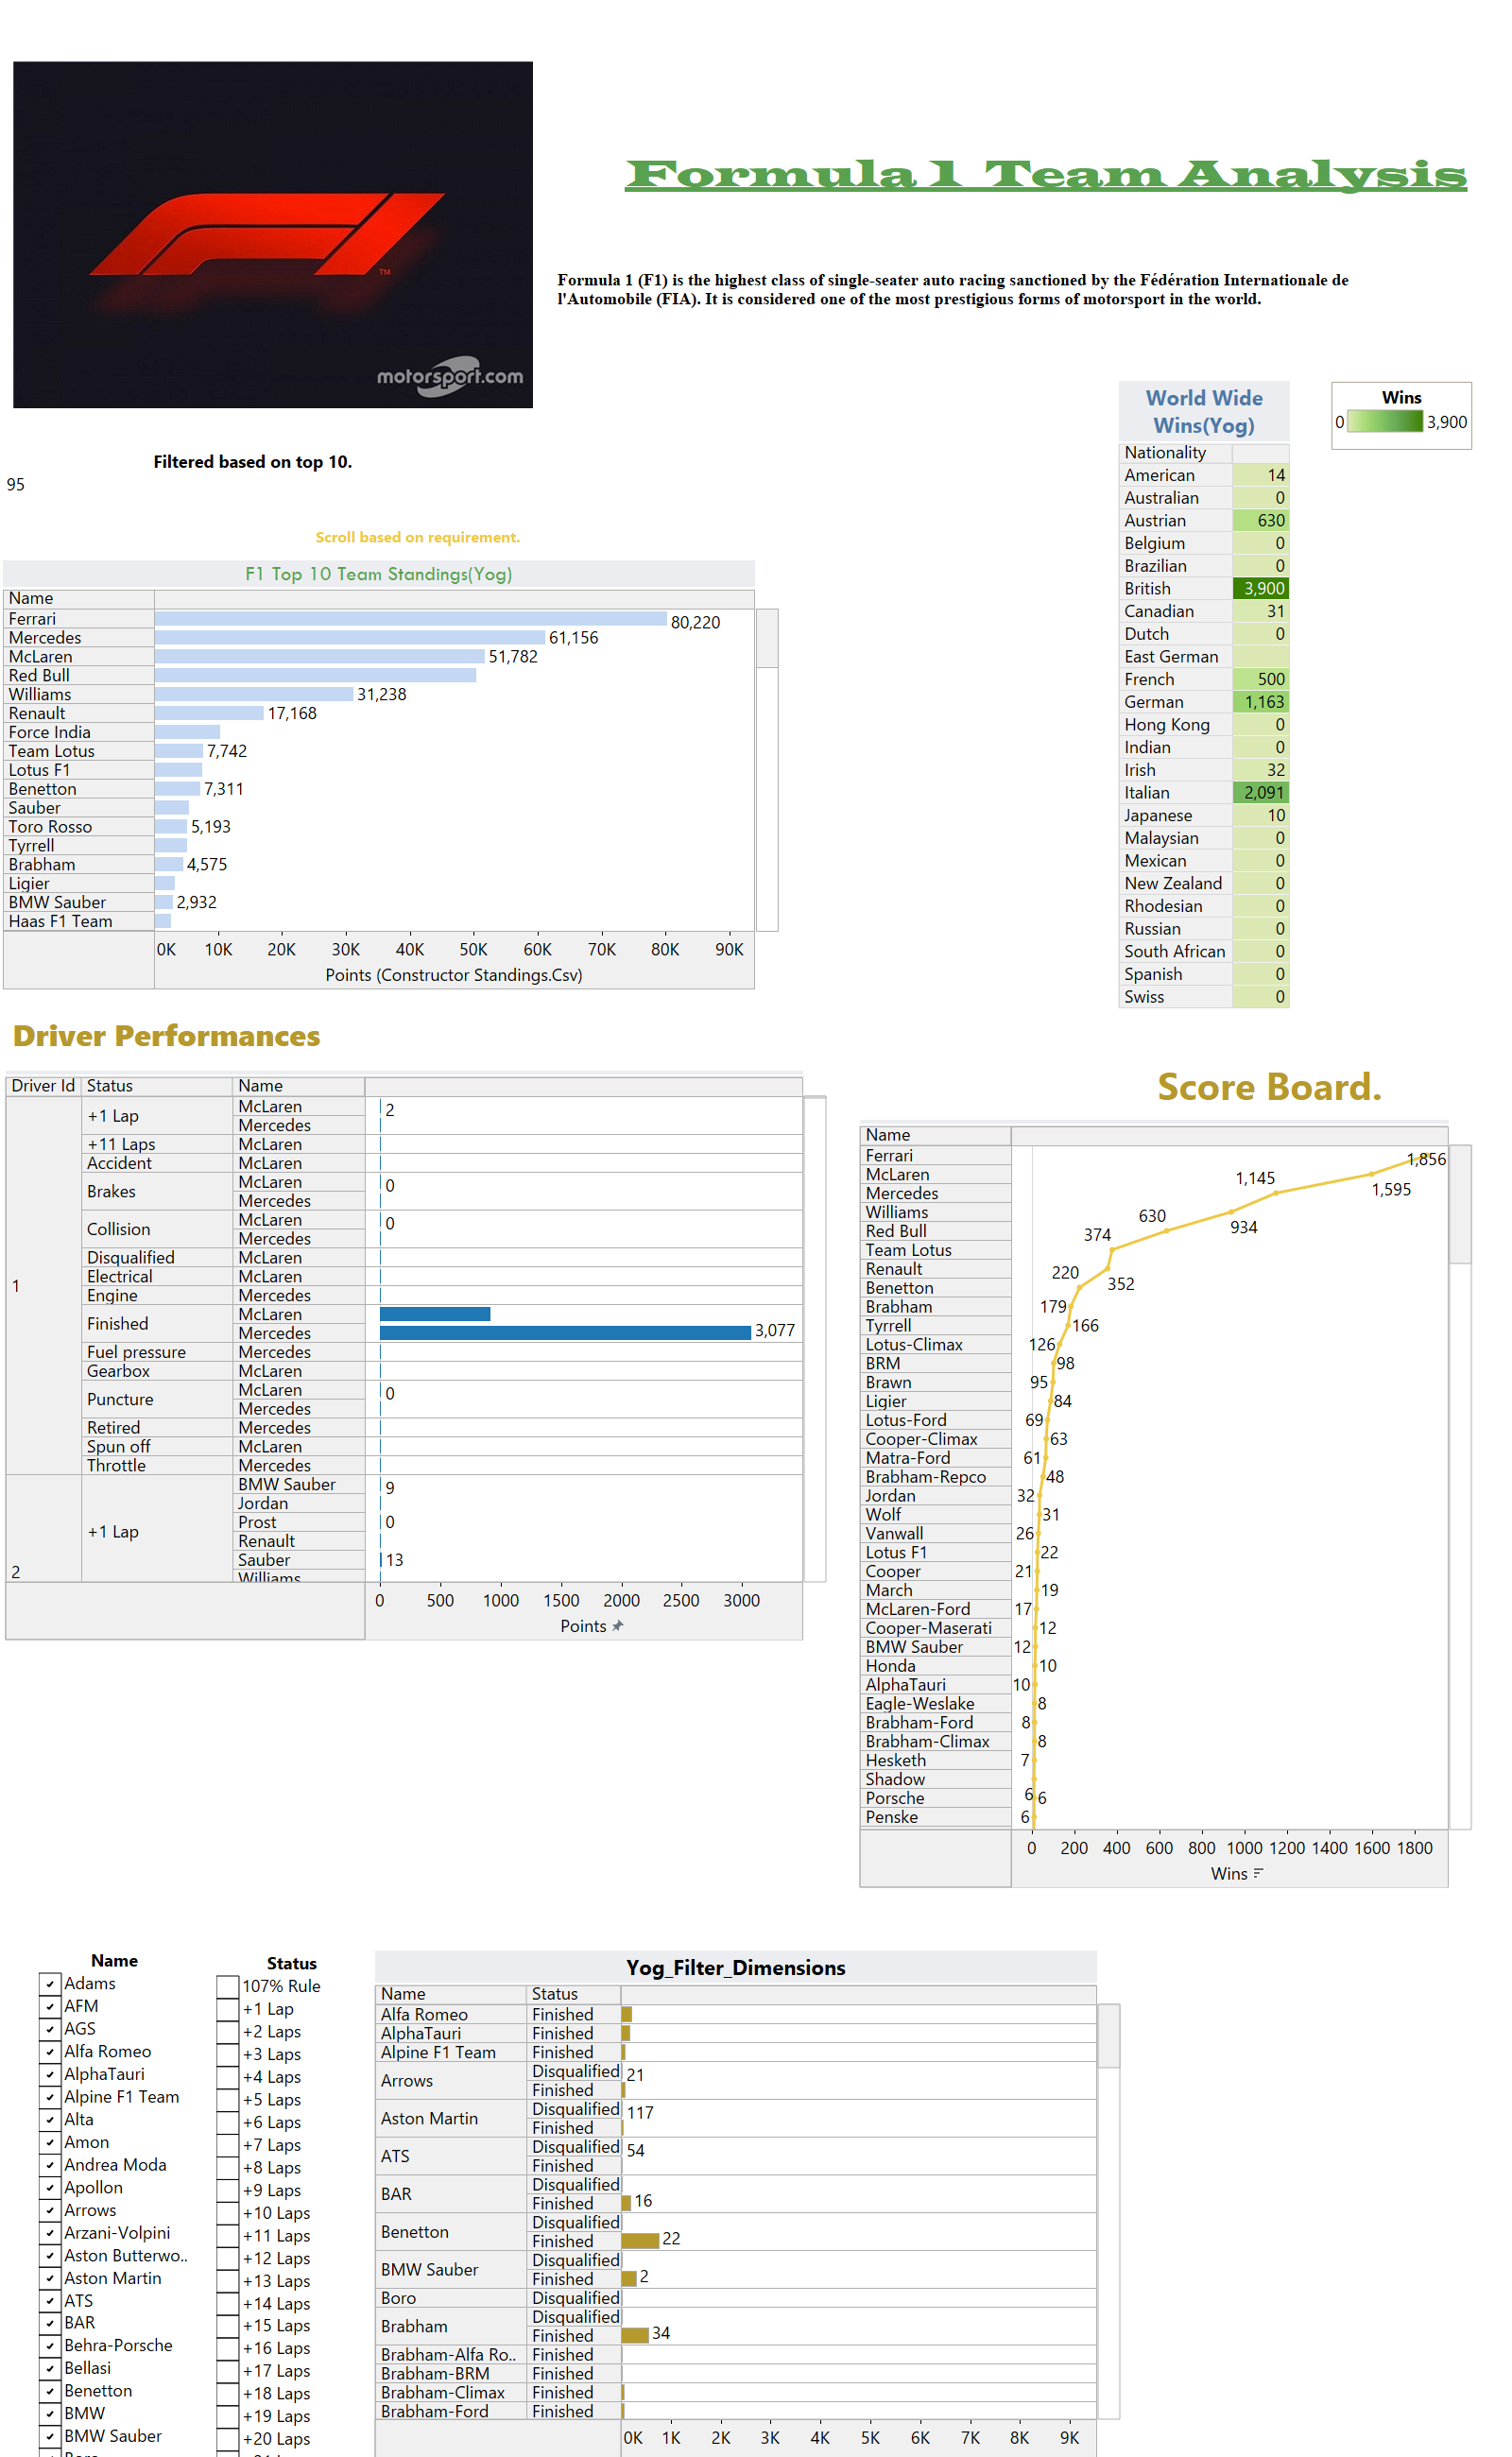 TM
motorsport.com
Formula 1 Team Analysis
Formula 1 (F1) is the highest class of single-seater auto racing sanctioned by the Fédération Internationale de
l'Automobile (FIA). It is considered one of the most prestigious forms of motorsport in the world.
Filtered based on top 10.
95
Scroll based on requirement.
F1 Top 10 Team Standings(Yog)
Name
Ferrari 80,220
Mercedes 61,156
McLaren 51,782
Red Bull
Williams 31,238
Renault 17,168
Force India
Team Lotus 7,742
Lotus F1
Benetton 7,311
Sauber
Toro Rosso 5,193
Tyrrell
Brabham 4,575
Ligier
BMW Sauber 2,932
Haas F1 Team
0K 10K 20K 30K 40K 50K 60K 70K 80K 90K
Points (Constructor Standings.Csv)
World Wide
Wins(Yog)
Nationality
American 14
Australian 0
Austrian 630
Belgium 0
Brazilian 0
British 3,900
Canadian 31
Dutch 0
East German
French 500
German 1,163
Hong Kong 0
Indian 0
Irish 32
Italian 2,091
Japanese 10
Malaysian 0
Mexican 0
New Zealand 0
Rhodesian 0
Russian 0
South African 0
Spanish 0
Swiss 0
Wins
0 3,900
Driver Performances
Driver Id Status Name
1
+1 Lap McLaren 2
Mercedes
+11 Laps McLaren
Accident McLaren
Brakes McLaren 0
Mercedes
Collision McLaren 0
Mercedes
Disqualified McLaren
Electrical McLaren
Engine Mercedes
Finished McLaren
Mercedes 3,077
Fuel pressure Mercedes
Gearbox McLaren
Puncture McLaren 0
Mercedes
Retired Mercedes
Spun off McLaren
Throttle Mercedes
2
+1 Lap BMW Sauber 9
Jordan
Prost 0
Renault
Sauber 13
Williams
0 500 1000 1500 2000 2500 3000
Points
Score Board.
Name
Ferrari 1,856
McLaren 1,595
Mercedes 1,145
Williams 934
Red Bull 630
Team Lotus 374
Renault 352
Benetton 220
Brabham 179
Tyrrell 166
Lotus-Climax 126
BRM 98
Brawn 95
Ligier 84
Lotus-Ford 69
Cooper-Climax 63
Matra-Ford 61
Brabham-Repco 48
Jordan 32
Wolf 31
Vanwall 26
Lotus F1 22
Cooper 21
March 19
McLaren-Ford 17
Cooper-Maserati 12
BMW Sauber 12
Honda 10
AlphaTauri 10
Eagle-Weslake 8
Brabham-Ford 8
Brabham-Climax 8
Hesketh 7
Shadow 6
Porsche 6
Penske 6
0 200 400 600 800 1000 1200 1400 1600 1800
Wins
Name
Adams
AFM
AGS
Alfa Romeo
AlphaTauri
Alpine F1 Team
Alta
Amon
Andrea Moda
Apollon
Arrows
Arzani-Volpini
Aston Butterwo..
Aston Martin
ATS
BAR
Behra-Porsche
Bellasi
Benetton
BMW
BMW Sauber
Status
107% Rule
+1 Lap
+2 Laps
+3 Laps
+4 Laps
+5 Laps
+6 Laps
+7 Laps
+8 Laps
+9 Laps
+10 Laps
+11 Laps
+12 Laps
+13 Laps
+14 Laps
+15 Laps
+16 Laps
+17 Laps
+18 Laps
+19 Laps
+20 Laps
Yog_Filter_Dimensions
Name Status
Alfa Romeo Finished
AlphaTauri Finished
Alpine F1 Team Finished
Arrows Disqualified 21
Finished
Aston Martin Disqualified 117
Finished
ATS Disqualified 54
Finished
BAR Disqualified
Finished 16
Benetton Disqualified
Finished 22
BMW Sauber Disqualified
Finished 2
Boro Disqualified
Brabham Disqualified
Finished 34
Brabham-Alfa Ro.. Finished
Brabham-BRM Finished
Brabham-Climax Finished
Brabham-Ford Finished
0K 1K 2K 3K 4K 5K 6K 7K 8K 9K